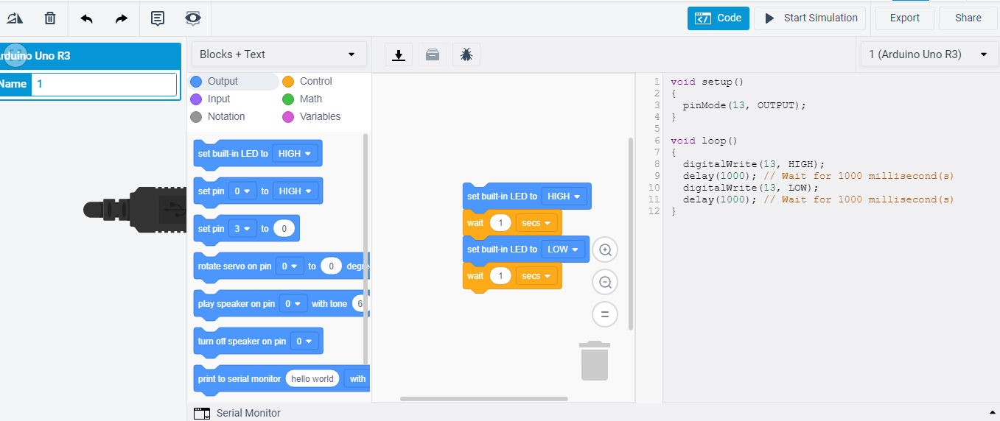 Code
Start Simulation
Export
Share
Arduino Uno R3
Name 1
Blocks + Text
1 (Arduino Uno R3)
Output
Control
Input
Math
Notation
Variables
set built-in LED to HIGH
set pin 0 to HIGH
set pin 3 to 0
rotate servo on pin 0 to 0 degre
play speaker on pin 0 with tone 6
turn off speaker on pin 0
print to serial monitor hello world with
set built-in LED to HIGH
wait 1 secs
set built-in LED to LOW
wait 1 secs
=
1 void setup()
2 {
3 pinMode(13, OUTPUT);
4 }
5
6 void loop()
7 {
8 digitalWrite(13, HIGH);
9 delay(1000); // Wait for 1000 millisecond(s)
10 digitalWrite(13, LOW);
11 delay(1000); // Wait for 1000 millisecond(s)
12 }
Serial Monitor